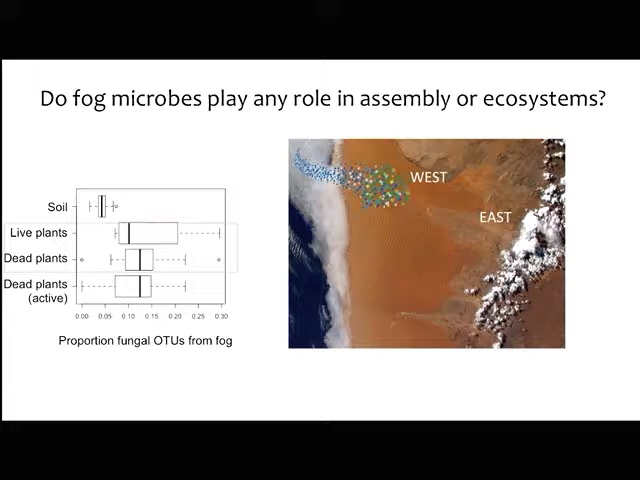 Do fog microbes play any role in assembly or ecosystems?
WEST
EAST
Soil
Live plants
Dead plants
Dead plants
(active)
0.00 0.05 0.10 0.15 0.20 0.25 0.30
Proportion fungal OTUs from fog